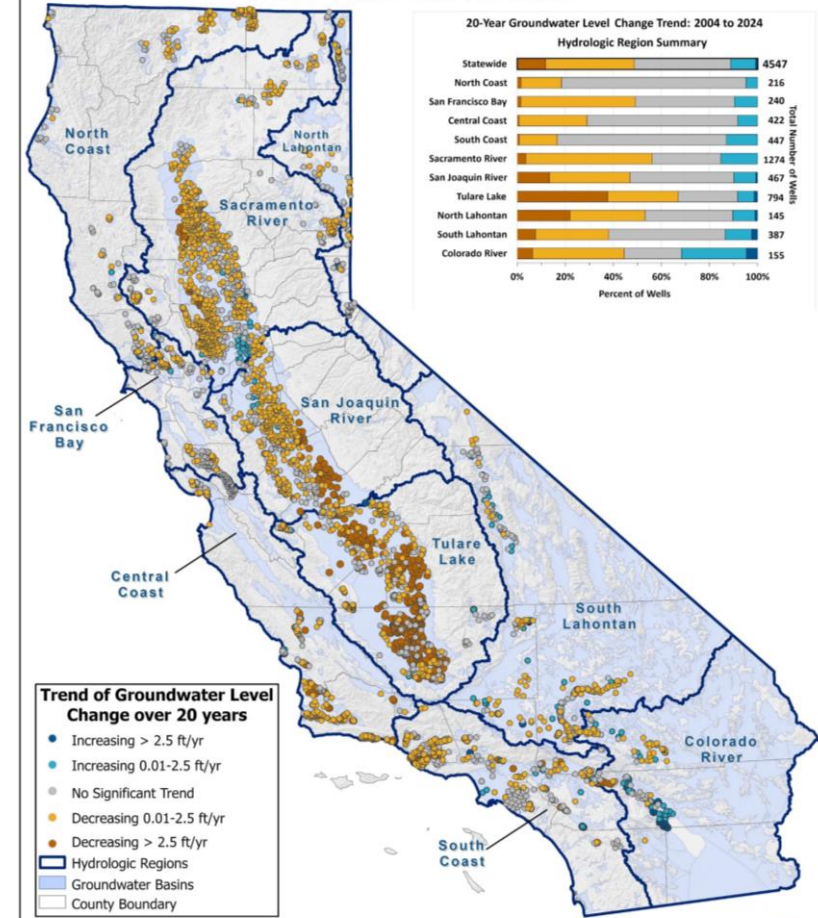 20-Year Groundwater Level Change Trend: 2004 to 2024
Hydrologic Region Summary
Statewide 4547
North Coast 216
San Francisco Bay 240
Central Coast 422
South Coast 447
Sacramento River 1274
San Joaquin River 467
Tulare Lake 794
North Lahontan 145
South Lahontan 387
Colorado River 155
Total Number of Wells
0% 20% 40% 60% 80% 100%
Percent of Wells
North
Coast
North
Lahontan
Sacramento
River
San Joaquin
River
San
Francisco
Bay
Tulare
Lake
Central
Coast
South
Lahontan
Colorado
River
South
Coast
Trend of Groundwater Level
Change over 20 years
Increasing > 2.5 ft/yr
Increasing 0.01-2.5 ft/yr
No Significant Trend
Decreasing 0.01-2.5 ft/yr
Decreasing > 2.5 ft/yr
Hydrologic Regions
Groundwater Basins
County Boundary